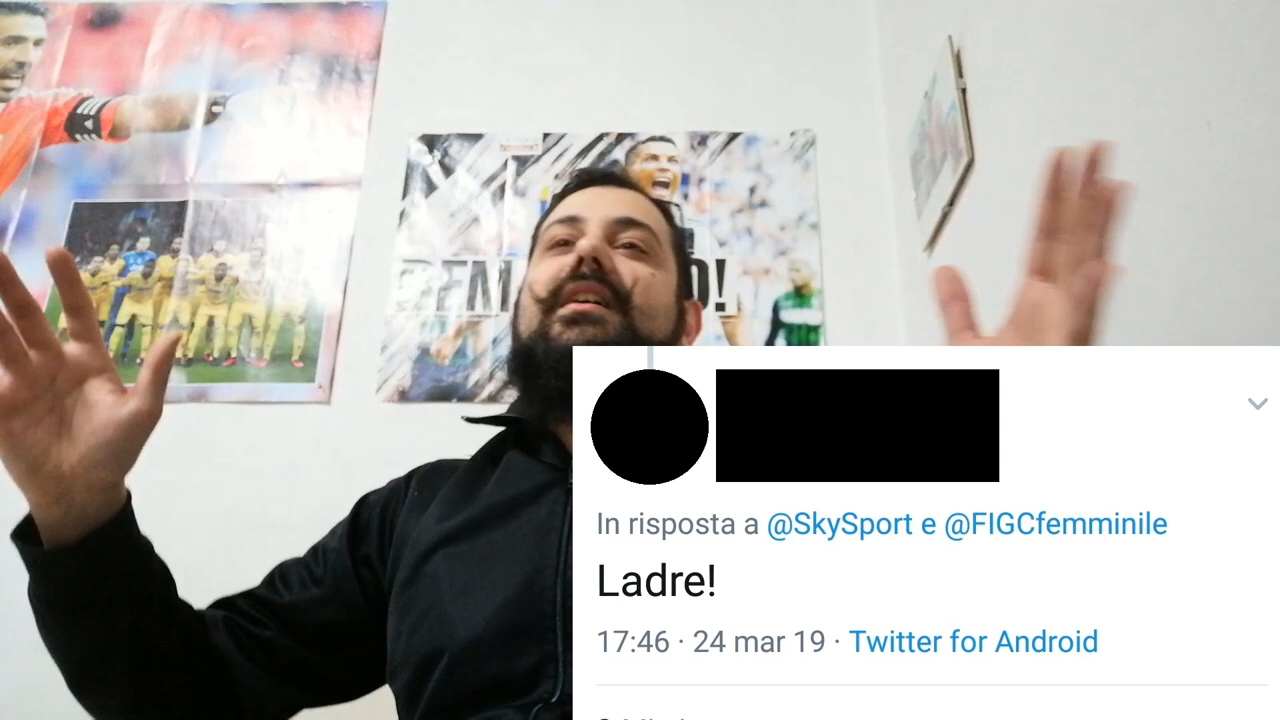 In risposta a @SkySport e @FIGCfemminile
Ladre!
17:46 · 24 mar 19 · Twitter for Android